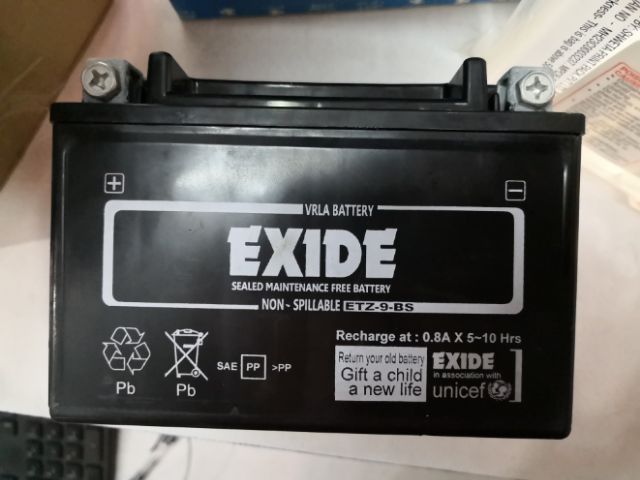 +
-
VRLA BATTERY
EXIDE
SEALED MAINTENANCE FREE BATTERY
NON~SPILLABLE ETZ-9-BS
Recharge at : 0.8A X 5~10 Hrs
Pb
Pb
SAE PP >PP
Return your old battery
Gift a child
a new life
EXIDE
in association with
unicef